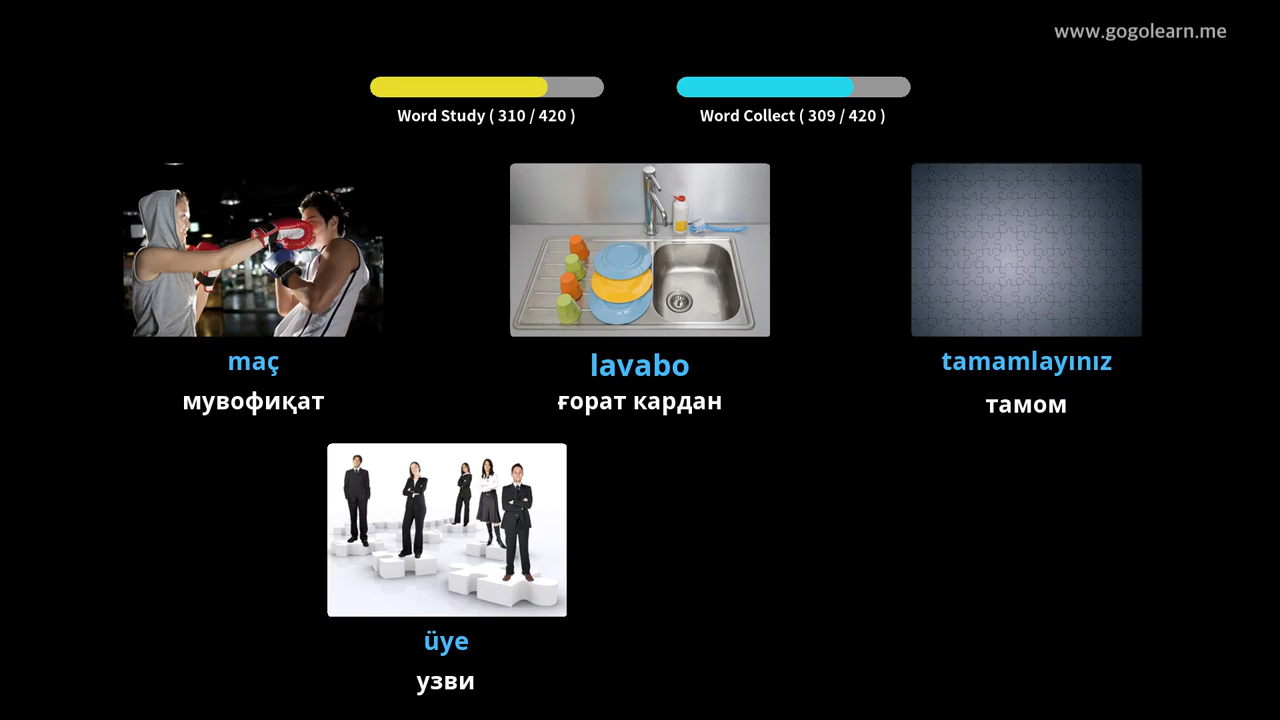 www.gogolearn.me
Word Study ( 310 / 420 )
Word Collect ( 309 / 420 )
maç
мувофиқат
lavabo
ғорат кардан
tamamlayınız
тамом
üye
узви